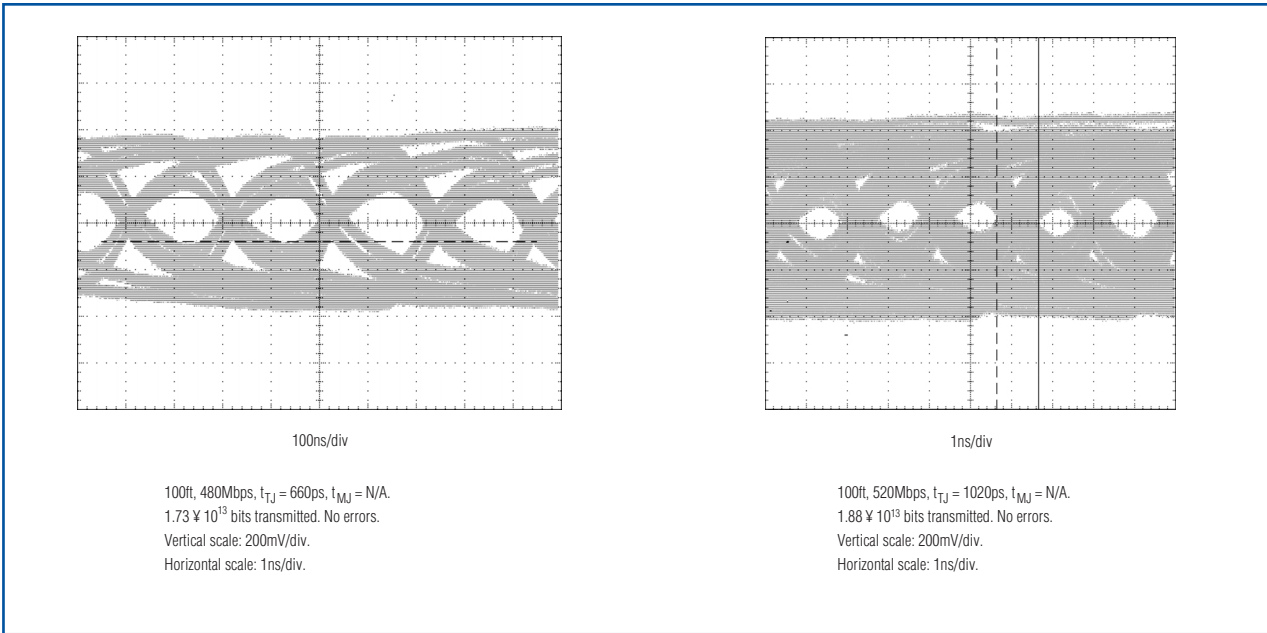 100ns/div
100ft, 480Mbps, tTJ = 660ps, tMJ = N/A.
1.73 ¥ 10^13 bits transmitted. No errors.
Vertical scale: 200mV/div.
Horizontal scale: 1ns/div.
1ns/div
100ft, 520Mbps, tTJ = 1020ps, tMJ = N/A.
1.88 ¥ 10^13 bits transmitted. No errors.
Vertical scale: 200mV/div.
Horizontal scale: 1ns/div.